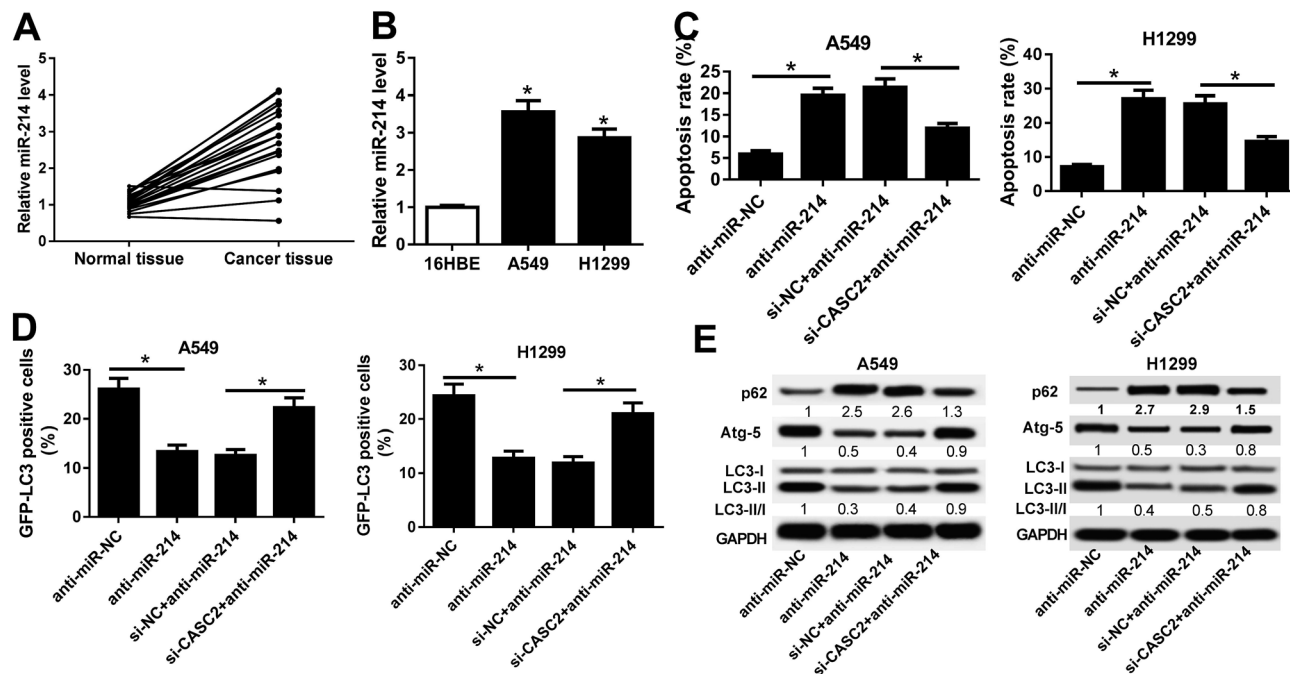 A
Relative miR-214 level
5
4
3
2
1
0
Normal tissue
Cancer tissue
B
Relative miR-214 level
5
4
3
2
1
0
*
*
16HBE
A549
H1299
C
A549
Apoptosis rate (%)
25
20
15
10
5
0
*
*
anti-miR-NC
anti-miR-214
si-NC+anti-miR-214
si-CASC2+anti-miR-214
H1299
Apoptosis rate (%)
40
30
20
10
0
*
*
anti-miR-NC
anti-miR-214
si-NC+anti-miR-214
si-CASC2+anti-miR-214
D
A549
GFP-LC3 positive cells
(%)
30
20
10
0
*
*
anti-miR-NC
anti-miR-214
si-NC+anti-miR-214
si-CASC2+anti-miR-214
H1299
GFP-LC3 positive cells
(%)
30
20
10
0
*
*
anti-miR-NC
anti-miR-214
si-NC+anti-miR-214
si-CASC2+anti-miR-214
E
A549
p62
1 2.5 2.6 1.3
Atg-5
1 0.5 0.4 0.9
LC3-I
LC3-II
LC3-II/I 1 0.3 0.4 0.9
GAPDH
anti-miR-NC
anti-miR-214
si-NC+anti-miR-214
si-CASC2+anti-miR-214
H1299
p62
1 2.7 2.9 1.5
Atg-5
1 0.5 0.3 0.8
LC3-I
LC3-II
LC3-II/I 1 0.4 0.5 0.8
GAPDH
anti-miR-NC
anti-miR-214
si-NC+anti-miR-214
si-CASC2+anti-miR-214